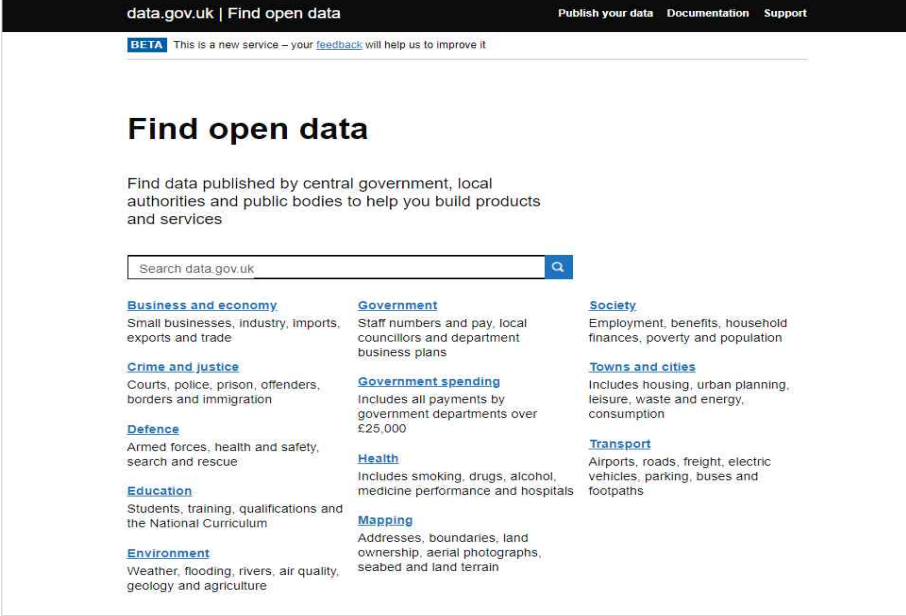 data.gov.uk | Find open data
Publish your data Documentation Support
BETA This is a new service – your feedback will help us to improve it
Find open data
Find data published by central government, local
authorities and public bodies to help you build products
and services
Search data.gov.uk
Business and economy
Small businesses, industry, imports,
exports and trade
Crime and justice
Courts, police, prison, offenders,
borders and immigration
Defence
Armed forces, health and safety,
search and rescue
Education
Students, training, qualifications and
the National Curriculum
Environment
Weather, flooding, rivers, air quality,
geology and agriculture
Government
Staff numbers and pay, local
councillors and department
business plans
Government spending
Includes all payments by
government departments over
£25,000
Health
Includes smoking, drugs, alcohol,
medicine performance and hospitals
Mapping
Addresses, boundaries, land
ownership, aerial photographs,
seabed and land terrain
Society
Employment, benefits, household
finances, poverty and population
Towns and cities
Includes housing, urban planning,
leisure, waste and energy,
consumption
Transport
Airports, roads, freight, electric
vehicles, parking, buses and
footpaths